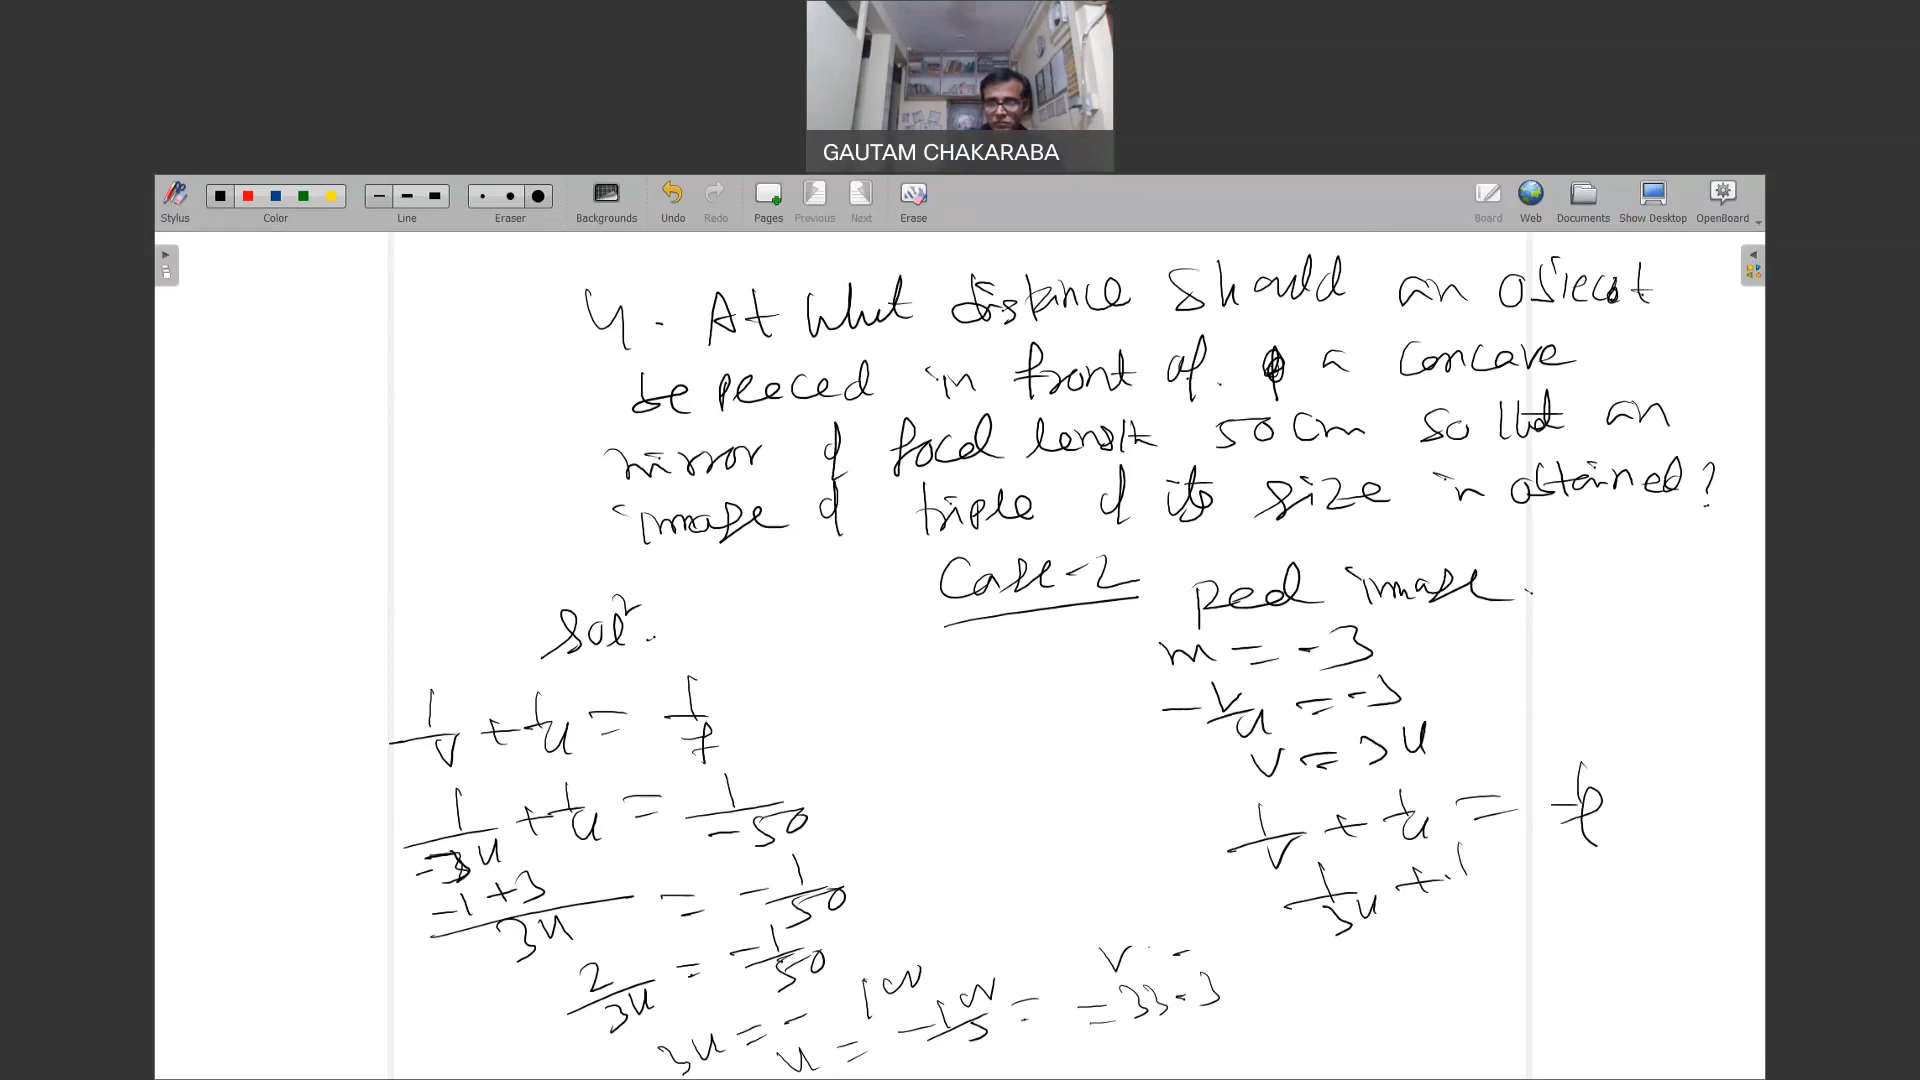 GAUTAM CHAKARABA
Stylus Color Line Eraser Backgrounds Undo Redo Pages Previous Next Erase Board Web Documents Show Desktop OpenBoard
4. At what distance should an object
be placed in front of a concave
mirror of focal length 50 cm so that an
image of triple of its size is obtained?
Case-2 Real image.
Sol.
m = -3
-v/u = -3
v = 3u
1/v + 1/u = 1/f
1/v + 1/u = 1/f
1/3u + 1
1/-3u + 1/u = 1/-50
-1+3/3u = -1/50
2/3u = -1/50
3u = -100
u = -100/3 = -33.3
v =